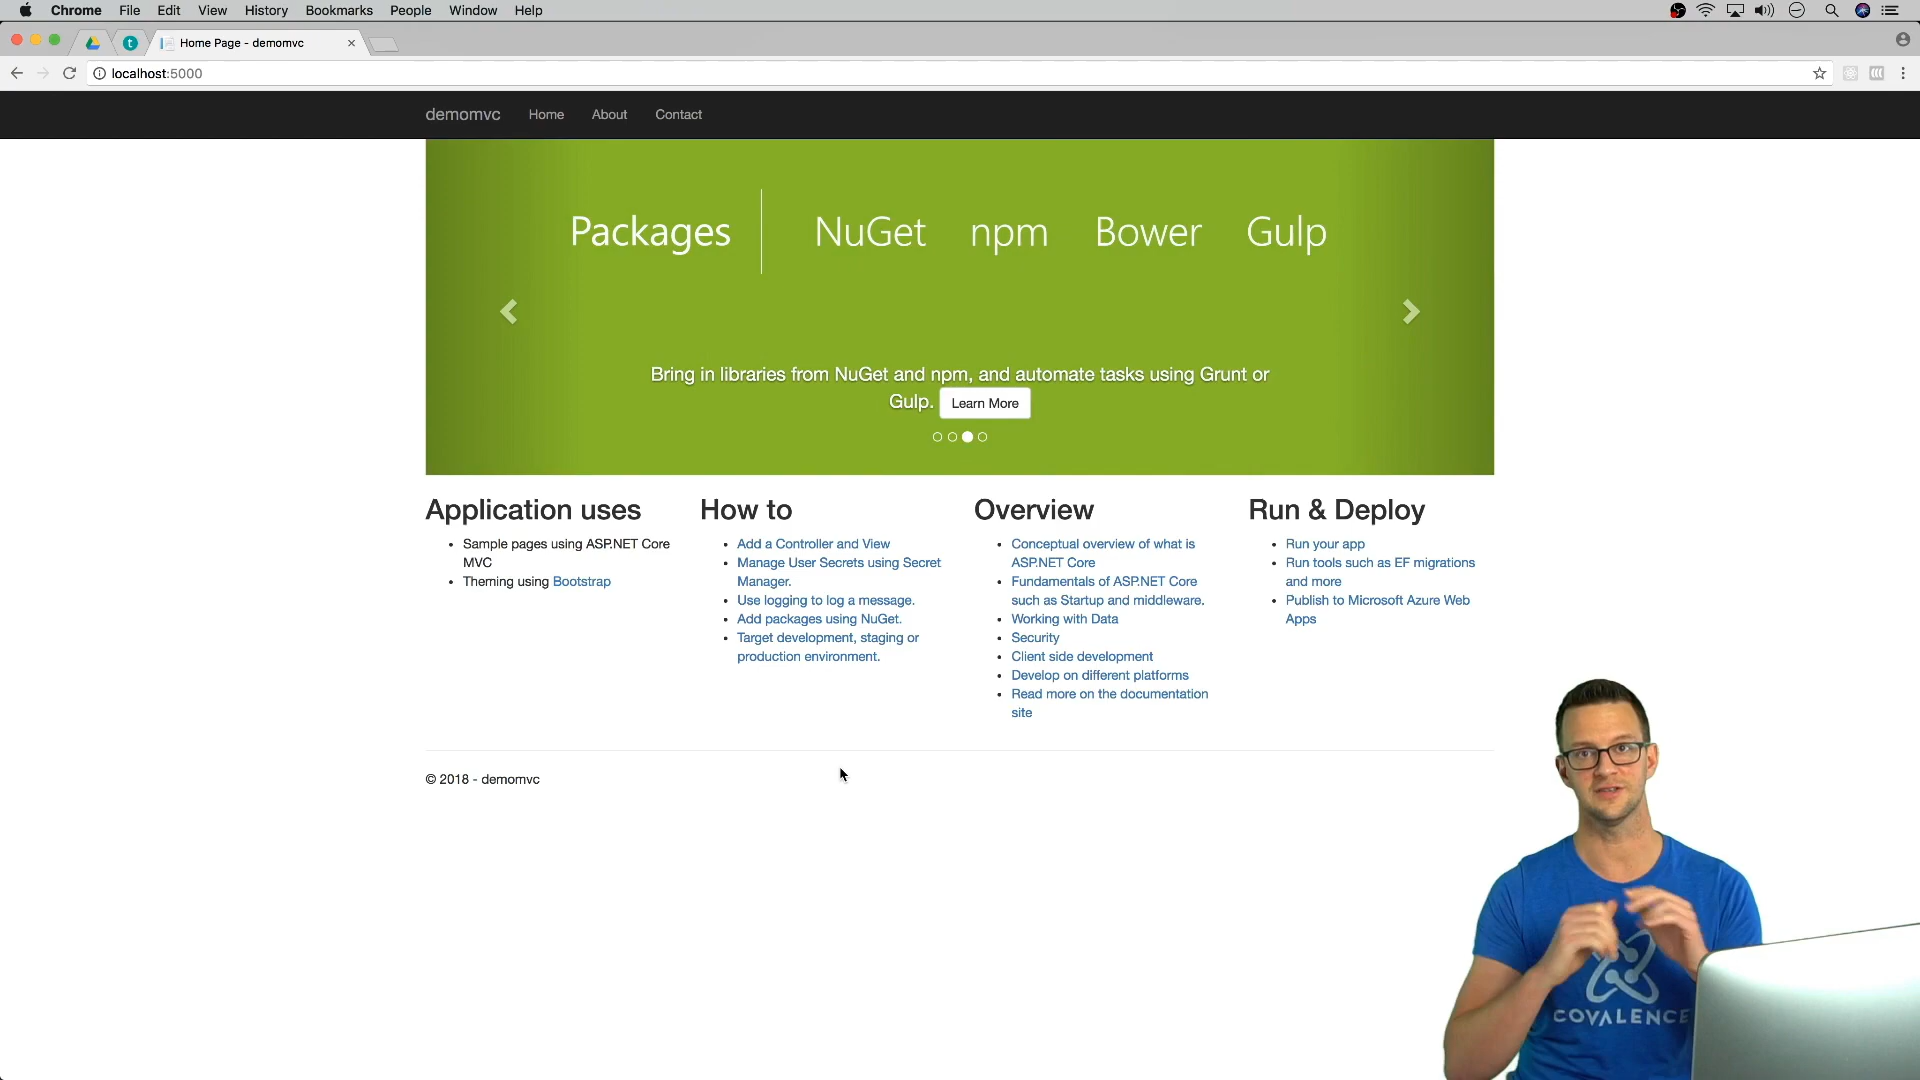 Chrome File Edit View History Bookmarks People Window Help
t Home Page - demomvc
localhost:5000
demomvc Home About Contact
Packages NuGet npm Bower Gulp
Bring in libraries from NuGet and npm, and automate tasks using Grunt or
Gulp. Learn More
Application uses
Sample pages using ASP.NET Core
MVC
Theming using Bootstrap
How to
Add a Controller and View
Manage User Secrets using Secret
Manager.
Use logging to log a message.
Add packages using NuGet.
Target development, staging or
production environment.
Overview
Conceptual overview of what is
ASP.NET Core
Fundamentals of ASP.NET Core
such as Startup and middleware.
Working with Data
Security
Client side development
Develop on different platforms
Read more on the documentation
site
Run & Deploy
Run your app
Run tools such as EF migrations
and more
Publish to Microsoft Azure Web
Apps
© 2018 - demomvc
COVALENCE